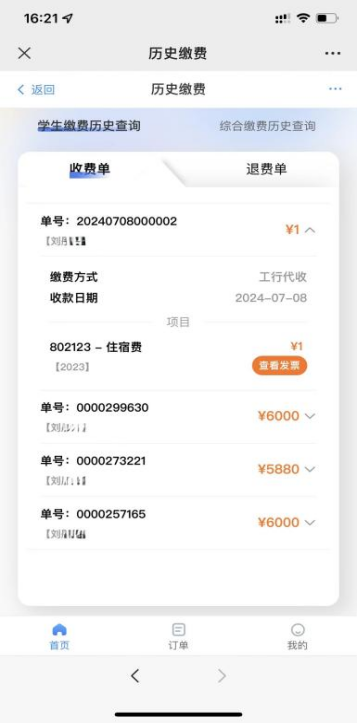 16:21
历史缴费
返回
历史缴费
学生缴费历史查询
综合缴费历史查询
收费单
退费单
单号：20240708000002
¥1
【刘
缴费方式
工行代收
收款日期
2024-07-08
项目
802123 - 住宿费
¥1
【2023】
查看发票
单号：0000299630
¥6000
【刘
单号：0000273221
¥5880
【刘
单号：0000257165
¥6000
【刘
首页
订单
我的